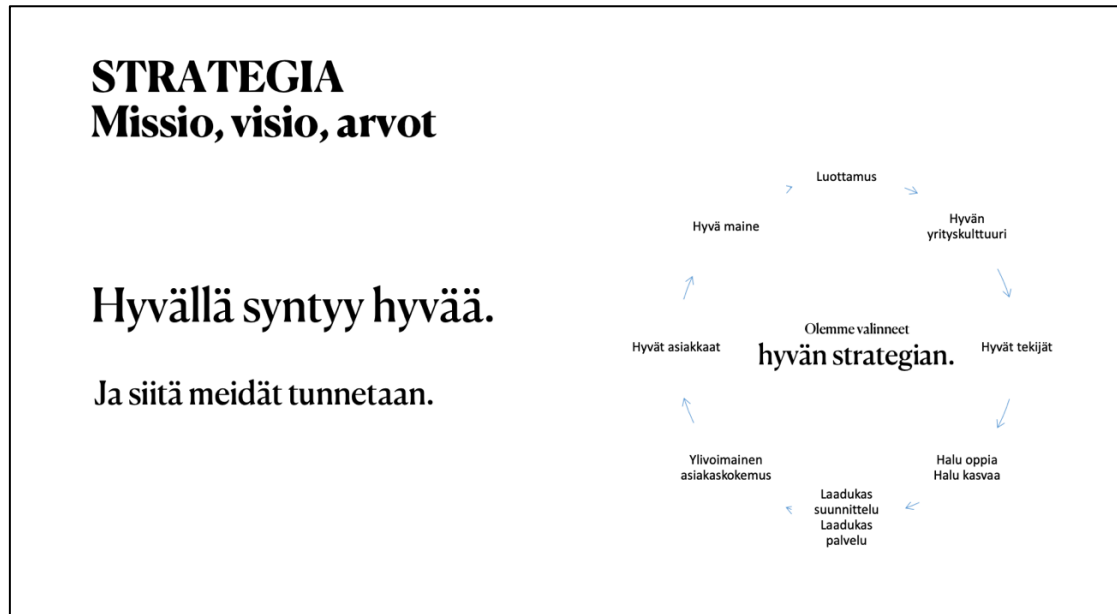 STRATEGIA
Missio, visio, arvot
Hyvällä syntyy hyvää.
Ja siitä meidät tunnetaan.
Olemme valinneet
hyvän strategian.
Luottamus
Hyvän
yrityskulttuuri
Hyvät tekijät
Halu oppia
Halu kasvaa
Laadukas
suunnittelu
Laadukas
palvelu
Ylivoimainen
asiakaskokemus
Hyvät asiakkaat
Hyvä maine